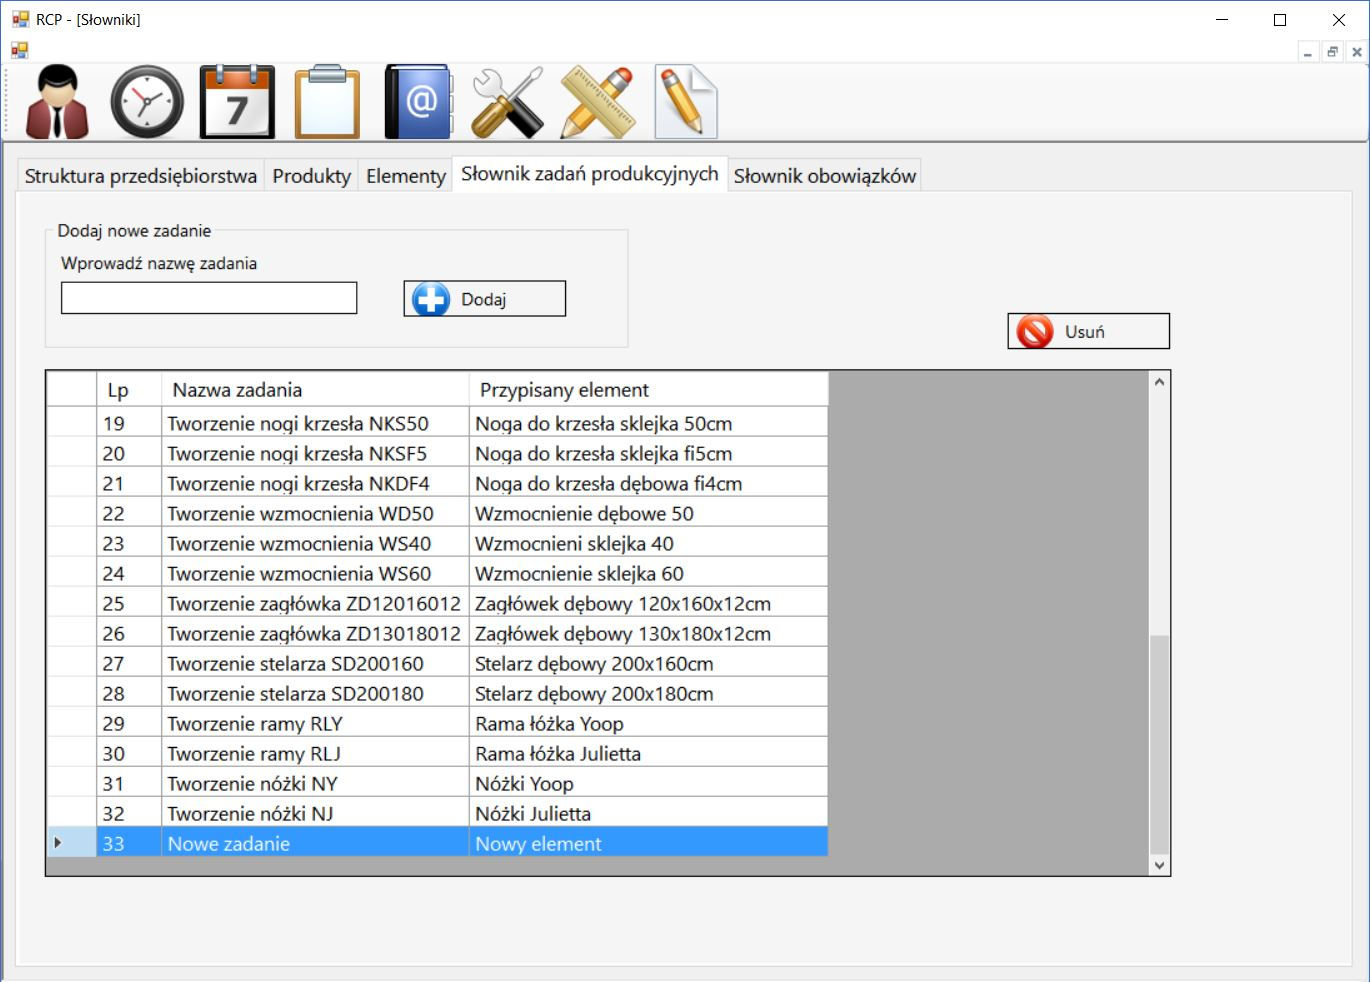 RCP - [Słowniki]
7
@
Struktura przedsiębiorstwa Produkty Elementy Słownik zadań produkcyjnych Słownik obowiązków
Dodaj nowe zadanie
Wprowadź nazwę zadania
Dodaj
Usuń
Lp Nazwa zadania Przypisany element
19 Tworzenie nogi krzesła NKS50 Noga do krzesła sklejka 50cm
20 Tworzenie nogi krzesła NKSF5 Noga do krzesła sklejka fi5cm
21 Tworzenie nogi krzesła NKDF4 Noga do krzesła dębowa fi4cm
22 Tworzenie wzmocnienia WD50 Wzmocnienie dębowe 50
23 Tworzenie wzmocnienia WS40 Wzmocnieni sklejka 40
24 Tworzenie wzmocnienia WS60 Wzmocnienie sklejka 60
25 Tworzenie zagłówka ZD12016012 Zagłówek dębowy 120x160x12cm
26 Tworzenie zagłówka ZD13018012 Zagłówek dębowy 130x180x12cm
27 Tworzenie stelarza SD200160 Stelarz dębowy 200x160cm
28 Tworzenie stelarza SD200180 Stelarz dębowy 200x180cm
29 Tworzenie ramy RLY Rama łóżka Yoop
30 Tworzenie ramy RLJ Rama łóżka Julietta
31 Tworzenie nóżki NY Nóżki Yoop
32 Tworzenie nóżki NJ Nóżki Julietta
33 Nowe zadanie Nowy element